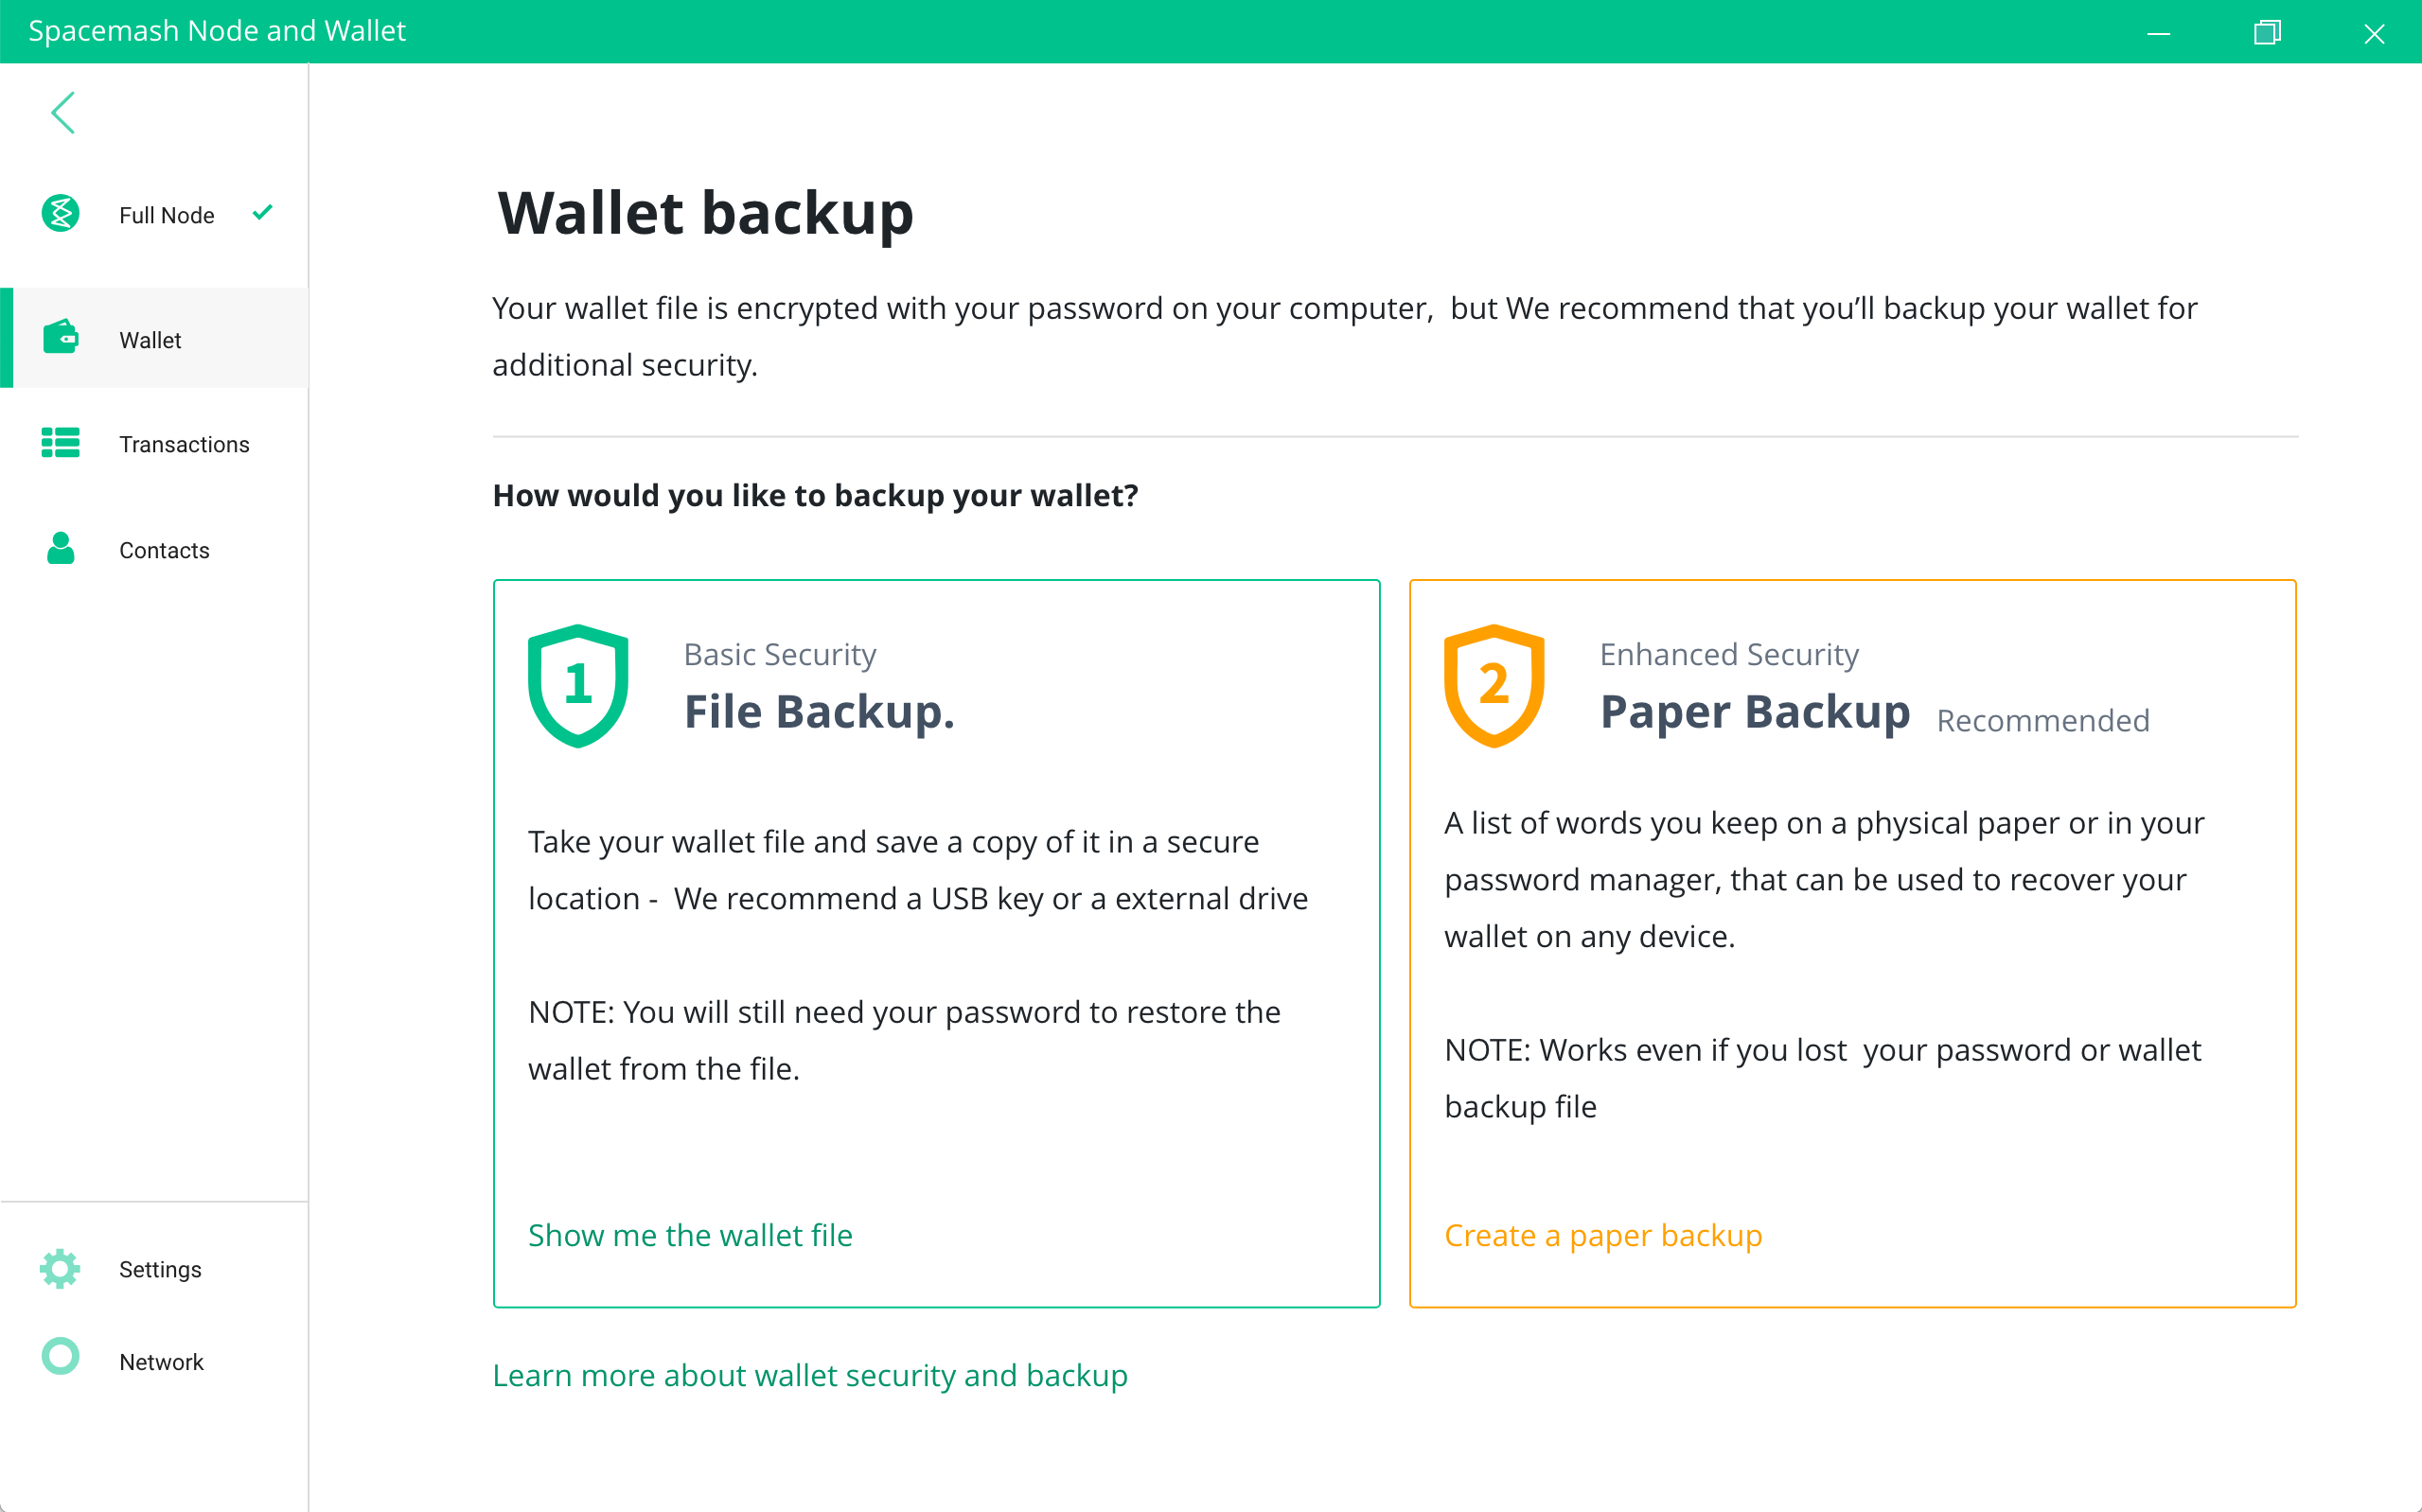 Spacemash Node and Wallet
Full Node
Wallet
Transactions
Contacts
Settings
Network
Wallet backup
Your wallet file is encrypted with your password on your computer,  but We recommend that you’ll backup your wallet for
additional security.
How would you like to backup your wallet?
1
Basic Security
File Backup.
Take your wallet file and save a copy of it in a secure
location -  We recommend a USB key or a external drive
NOTE: You will still need your password to restore the
wallet from the file.
Show me the wallet file
2
Enhanced Security
Paper Backup Recommended
A list of words you keep on a physical paper or in your
password manager, that can be used to recover your
wallet on any device.
NOTE: Works even if you lost  your password or wallet
backup file
Create a paper backup
Learn more about wallet security and backup